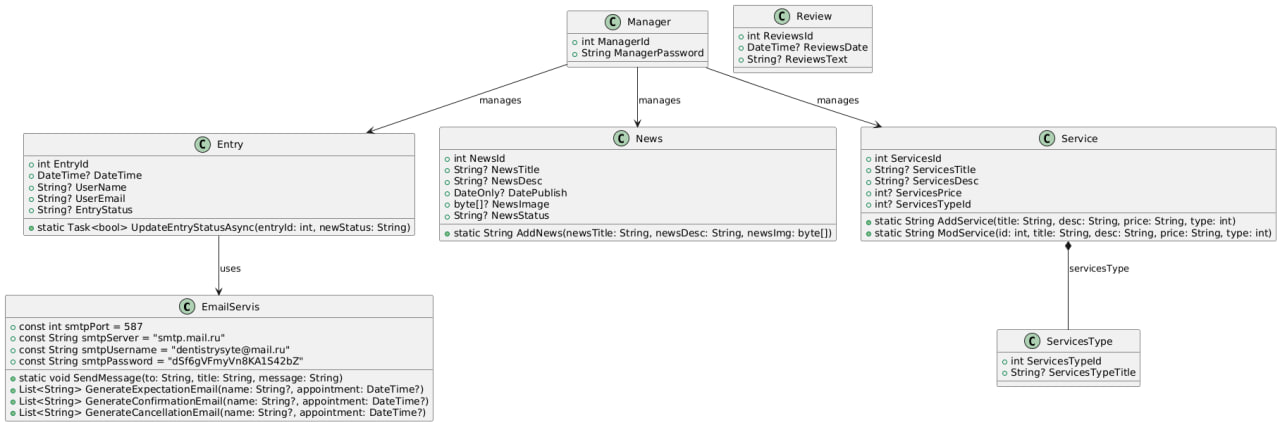 Manager
int ManagerId
String ManagerPassword
Review
int ReviewsId
DateTime? ReviewsDate
String? ReviewsText
manages
manages
manages
Entry
int EntryId
DateTime? DateTime
String? UserName
String? UserEmail
String? EntryStatus
static Task<bool> UpdateEntryStatusAsync(entryId: int, newStatus: String)
News
int NewsId
String? NewsTitle
String? NewsDesc
DateOnly? DatePublish
byte[]? NewsImage
String? NewsStatus
static String AddNews(newsTitle: String, newsDesc: String, newsImg: byte[])
Service
int ServicesId
String? ServicesTitle
String? ServicesDesc
int? ServicesPrice
int? ServicesTypeId
static String AddService(title: String, desc: String, price: String, type: int)
static String ModService(id: int, title: String, desc: String, price: String, type: int)
uses
servicesType
EmailServis
const int smtpPort = 587
const String smtpServer = "smtp.mail.ru"
const String smtpUsername = "dentistrysyte@mail.ru"
const String smtpPassword = "dSf6gVFmyVn8KA1S42bZ"
static void SendMessage(to: String, title: String, message: String)
List<String> GenerateExpectationEmail(name: String?, appointment: DateTime?)
List<String> GenerateConfirmationEmail(name: String?, appointment: DateTime?)
List<String> GenerateCancellationEmail(name: String?, appointment: DateTime?)
ServicesType
int ServicesTypeId
String? ServicesTypeTitle